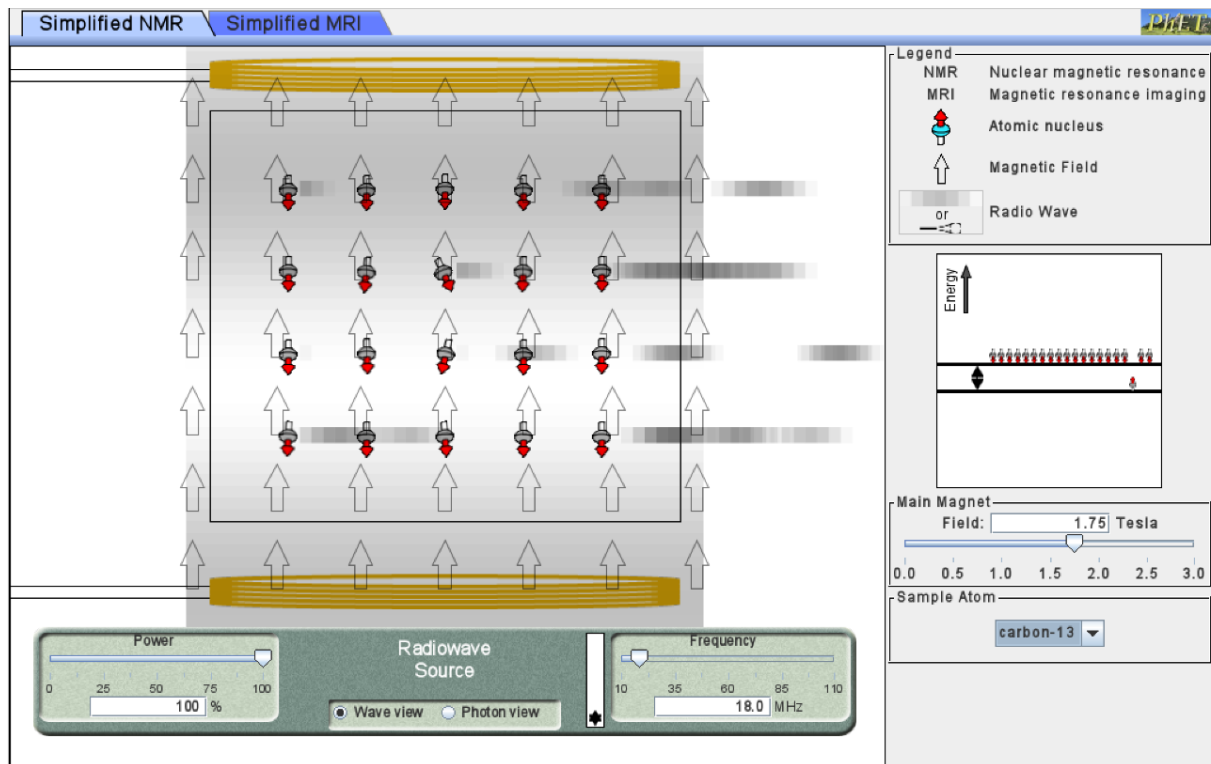 Simplified NMR
Simplified MRI
PhET
Legend
NMR Nuclear magnetic resonance
MRI Magnetic resonance imaging
Atomic nucleus
Magnetic Field
or
Radio Wave
Energy
Main Magnet
Field: 1.75 Tesla
0.0 0.5 1.0 1.5 2.0 2.5 3.0
Sample Atom
carbon-13
Power
0 25 50 75 100
100 %
Radiowave
Source
Wave view Photon view
Frequency
10 35 60 85 110
18.0 MHz